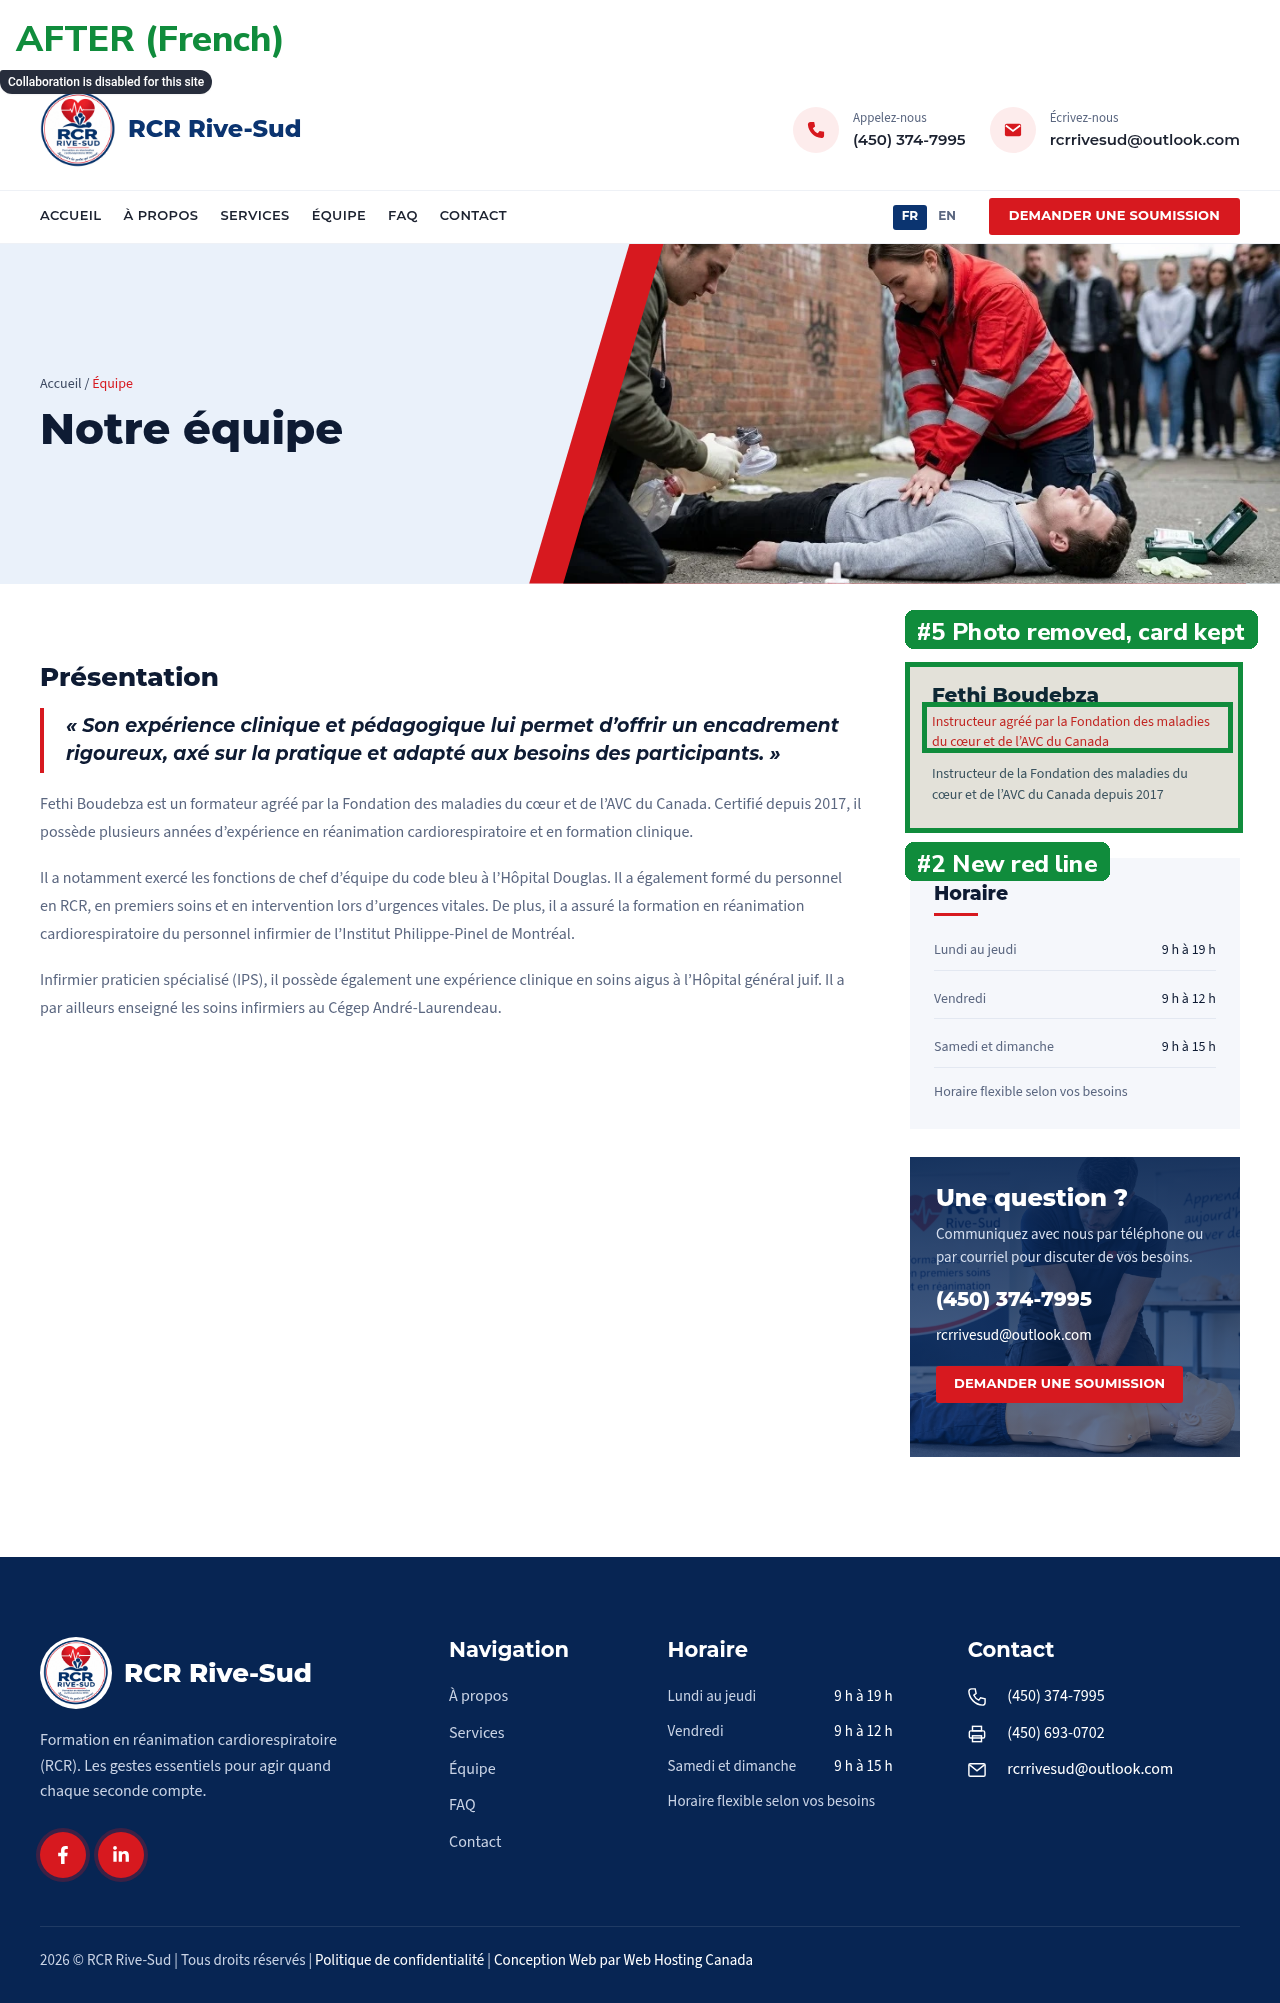 AFTER (French)
Collaboration is disabled for this site
RCR
RIVE-SUD
RCR Rive-Sud
Appelez-nous
(450) 374-7995
Écrivez-nous
rcrrivesud@outlook.com
ACCUEIL À PROPOS SERVICES ÉQUIPE FAQ CONTACT
FR EN
DEMANDER UNE SOUMISSION
Accueil / Équipe
Notre équipe
Présentation
« Son expérience clinique et pédagogique lui permet d’offrir un encadrement
rigoureux, axé sur la pratique et adapté aux besoins des participants. »
Fethi Boudebza est un formateur agréé par la Fondation des maladies du cœur et de l’AVC du Canada. Certifié depuis 2017, il
possède plusieurs années d’expérience en réanimation cardiorespiratoire et en formation clinique.
Il a notamment exercé les fonctions de chef d’équipe du code bleu à l’Hôpital Douglas. Il a également formé du personnel
en RCR, en premiers soins et en intervention lors d’urgences vitales. De plus, il a assuré la formation en réanimation
cardiorespiratoire du personnel infirmier de l’Institut Philippe-Pinel de Montréal.
Infirmier praticien spécialisé (IPS), il possède également une expérience clinique en soins aigus à l’Hôpital général juif. Il a
par ailleurs enseigné les soins infirmiers au Cégep André-Laurendeau.
#5 Photo removed, card kept
Fethi Boudebza
Instructeur agréé par la Fondation des maladies
du cœur et de l’AVC du Canada
Instructeur de la Fondation des maladies du
cœur et de l’AVC du Canada depuis 2017
#2 New red line
Horaire
Lundi au jeudi 9 h à 19 h
Vendredi 9 h à 12 h
Samedi et dimanche 9 h à 15 h
Horaire flexible selon vos besoins
Une question ?
Communiquez avec nous par téléphone ou
par courriel pour discuter de vos besoins.
(450) 374-7995
rcrrivesud@outlook.com
DEMANDER UNE SOUMISSION
RCR
RIVE-SUD
RCR Rive-Sud
Formation en réanimation cardiorespiratoire
(RCR). Les gestes essentiels pour agir quand
chaque seconde compte.
Navigation
À propos
Services
Équipe
FAQ
Contact
Horaire
Lundi au jeudi 9 h à 19 h
Vendredi 9 h à 12 h
Samedi et dimanche 9 h à 15 h
Horaire flexible selon vos besoins
Contact
(450) 374-7995
(450) 693-0702
rcrrivesud@outlook.com
2026 © RCR Rive-Sud | Tous droits réservés | Politique de confidentialité | Conception Web par Web Hosting Canada